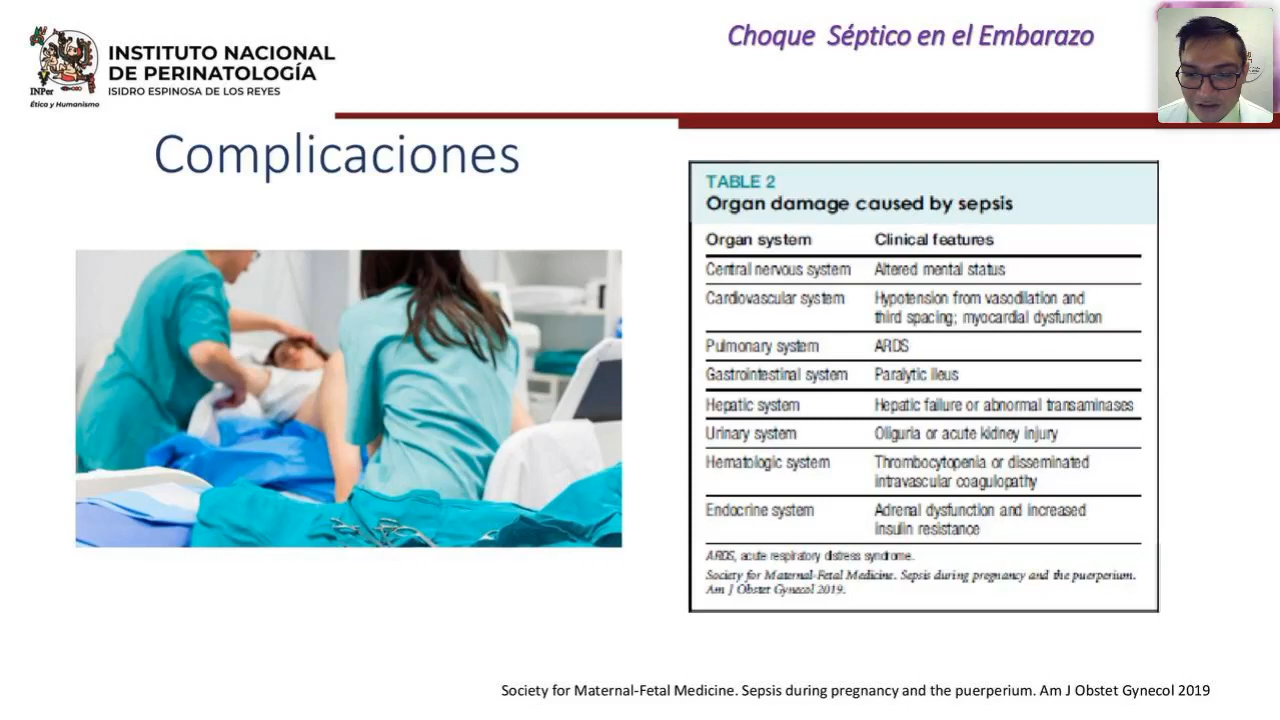 INPer
Ética y Humanismo
INSTITUTO NACIONAL
DE PERINATOLOGÍA
ISIDRO ESPINOSA DE LOS REYES
Choque Séptico en el Embarazo
Complicaciones
TABLE 2
Organ damage caused by sepsis
Organ system Clinical features
Central nervous system Altered mental status
Cardiovascular system Hypotension from vasodilation and
third spacing; myocardial dysfunction
Pulmonary system ARDS
Gastrointestinal system Paralytic ileus
Hepatic system Hepatic failure or abnormal transaminases
Urinary system Oliguria or acute kidney injury
Hematologic system Thrombocytopenia or disseminated
intravascular coagulopathy
Endocrine system Adrenal dysfunction and increased
insulin resistance
ARDS, acute respiratory distress syndrome.
Society for Maternal-Fetal Medicine. Sepsis during pregnancy and the puerperium.
Am J Obstet Gynecol 2019.
Society for Maternal-Fetal Medicine. Sepsis during pregnancy and the puerperium. Am J Obstet Gynecol 2019